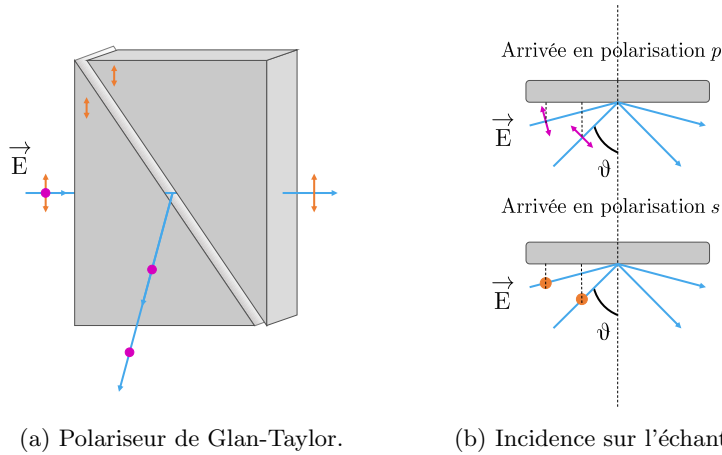 Arrivée en polarisation p
E
ϑ
E
Arrivée en polarisation s
E
ϑ
(a) Polariseur de Glan-Taylor.
(b) Incidence sur l'échant